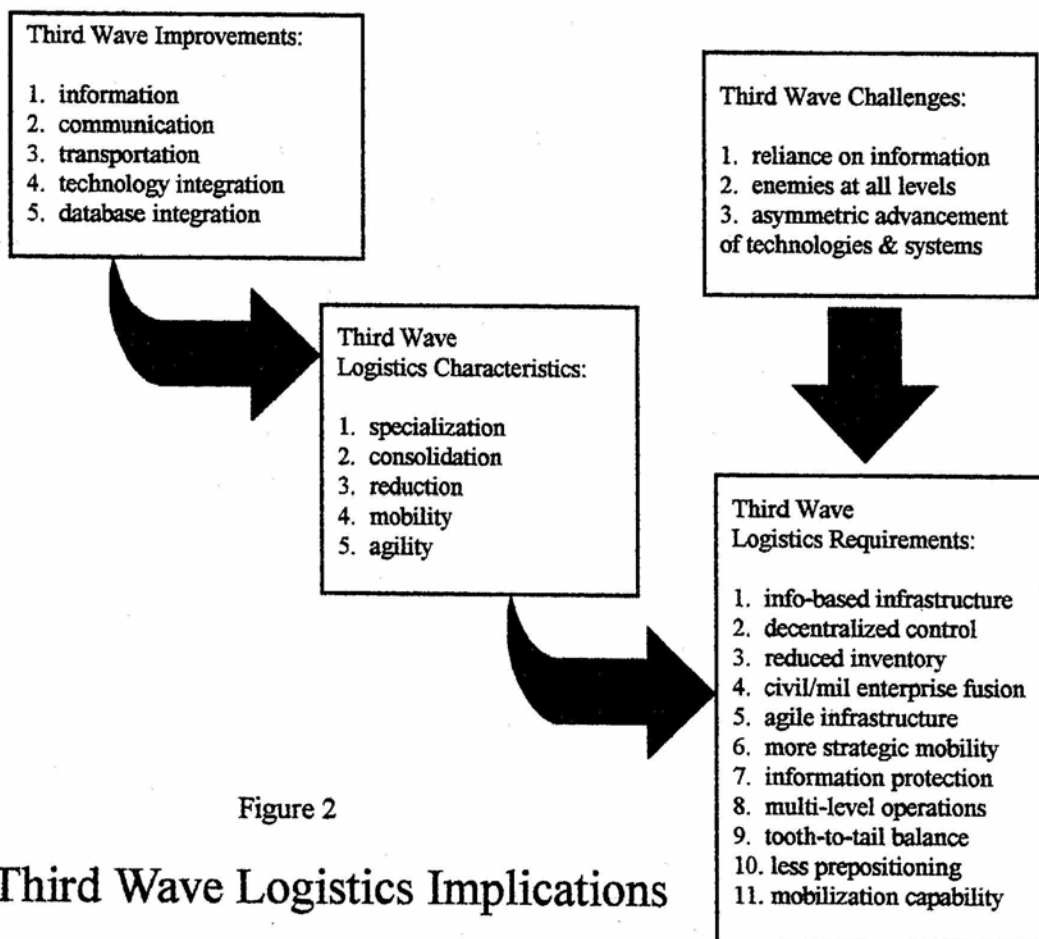 Third Wave Improvements:
1. information
2. communication
3. transportation
4. technology integration
5. database integration
Third Wave Challenges:
1. reliance on information
2. enemies at all levels
3. asymmetric advancement
of technologies & systems
Third Wave
Logistics Characteristics:
1. specialization
2. consolidation
3. reduction
4. mobility
5. agility
Third Wave
Logistics Requirements:
1. info-based infrastructure
2. decentralized control
3. reduced inventory
4. civil/mil enterprise fusion
5. agile infrastructure
6. more strategic mobility
7. information protection
8. multi-level operations
9. tooth-to-tail balance
10. less prepositioning
11. mobilization capability
Figure 2
Third Wave Logistics Implications